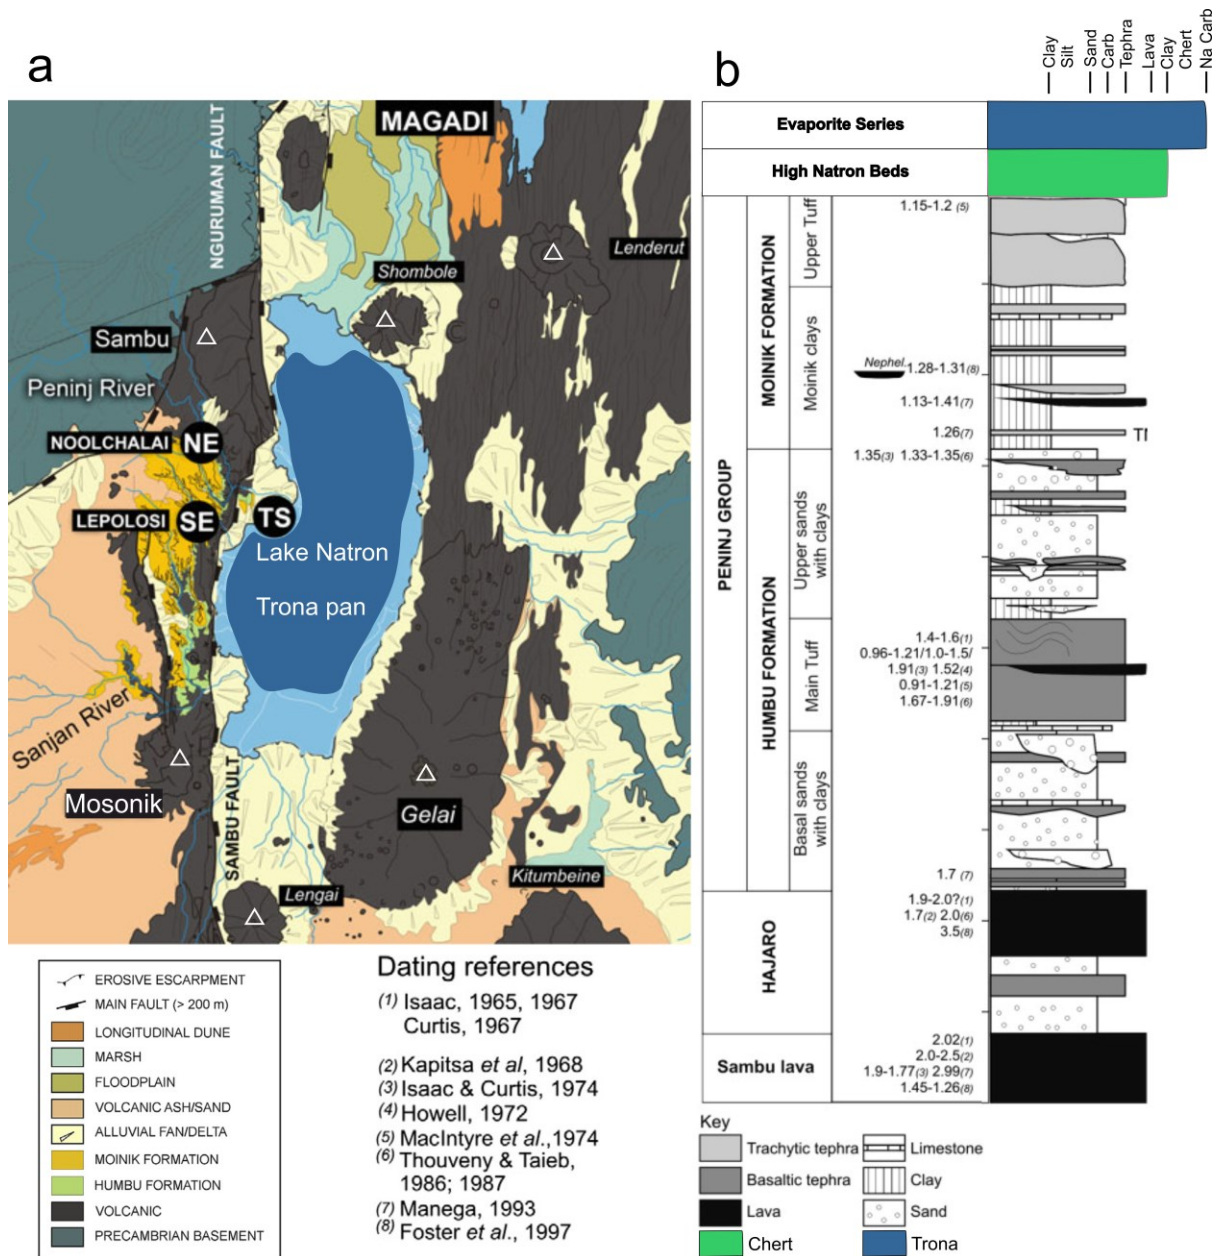 a
MAGADI
NGURUMAN FAULT
Lenderut
Shombole
Sambu
Peninj River
NOOLCHALAI
NE
LEPOLOSI
SE
TS
Lake Natron
Trona pan
Sanjan River
Mosonik
SAMBU FAULT
Gelai
Lengai
Kitumbeine
EROSIVE ESCARPMENT
MAIN FAULT (> 200 m)
LONGITUDINAL DUNE
MARSH
FLOODPLAIN
VOLCANIC ASH/SAND
ALLUVIAL FAN/DELTA
MOINIK FORMATION
HUMBU FORMATION
VOLCANIC
PRECAMBRIAN BASEMENT
Dating references
(1) Isaac, 1965, 1967
Curtis, 1967
(2) Kapitsa et al, 1968
(3) Isaac & Curtis, 1974
(4) Howell, 1972
(5) MacIntyre et al.,1974
(6) Thouveny & Taieb,
1986; 1987
(7) Manega, 1993
(8) Foster et al., 1997
b
Clay
Silt
Sand
Carb
Tephra
Lava
Clay
Chert
Na Carb
Evaporite Series
High Natron Beds
PENINJ GROUP
MOINIK FORMATION
Upper Tuff
1.15-1.2 (5)
Moinik clays
Nephel. 1.28-1.31(8)
1.13-1.41(7)
1.26(7)
HUMBU FORMATION
Upper sands
with clays
1.35(3) 1.33-1.35(6)
Main Tuff
1.4-1.6(1)
0.96-1.21/1.0-1.5/
1.91(3) 1.52(4)
0.91-1.21(5)
1.67-1.91(6)
Basal sands
with clays
1.7 (7)
HAJARO
1.9-2.0?(1)
1.7(2) 2.0(6)
3.5(8)
Sambu lava
2.02(1)
2.0-2.5(2)
1.9-1.77(3) 2.99(7)
1.45-1.26(8)
Key
Trachytic tephra
Limestone
Basaltic tephra
Clay
Lava
Sand
Chert
Trona